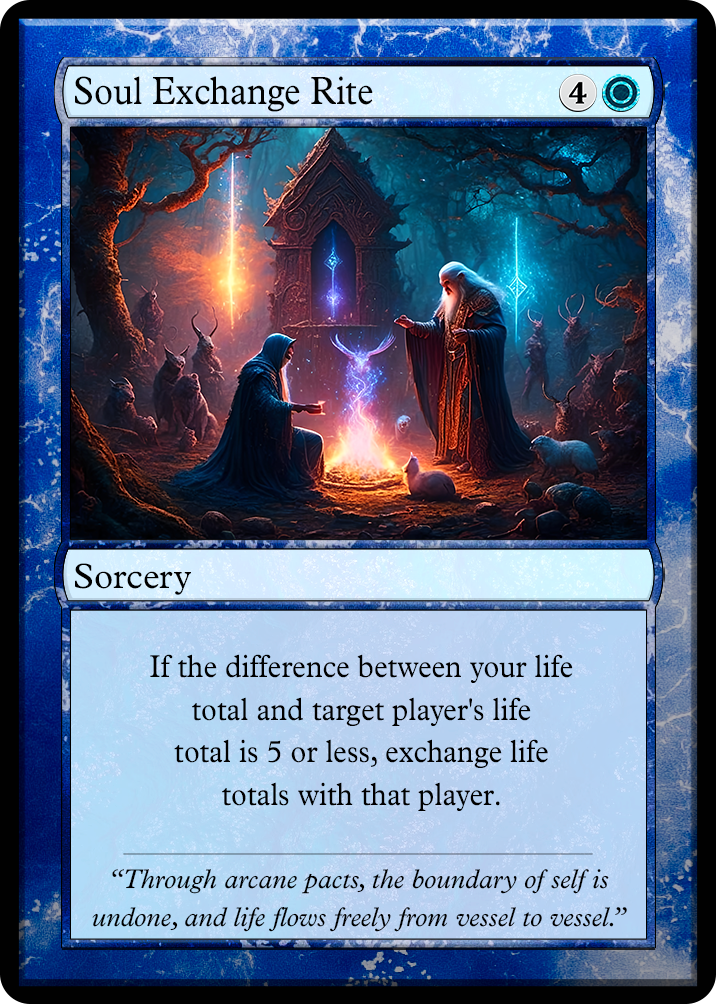 Soul Exchange Rite 4
Sorcery
If the difference between your life
total and target player's life
total is 5 or less, exchange life
totals with that player.
“Through arcane pacts, the boundary of self is
undone, and life flows freely from vessel to vessel.”